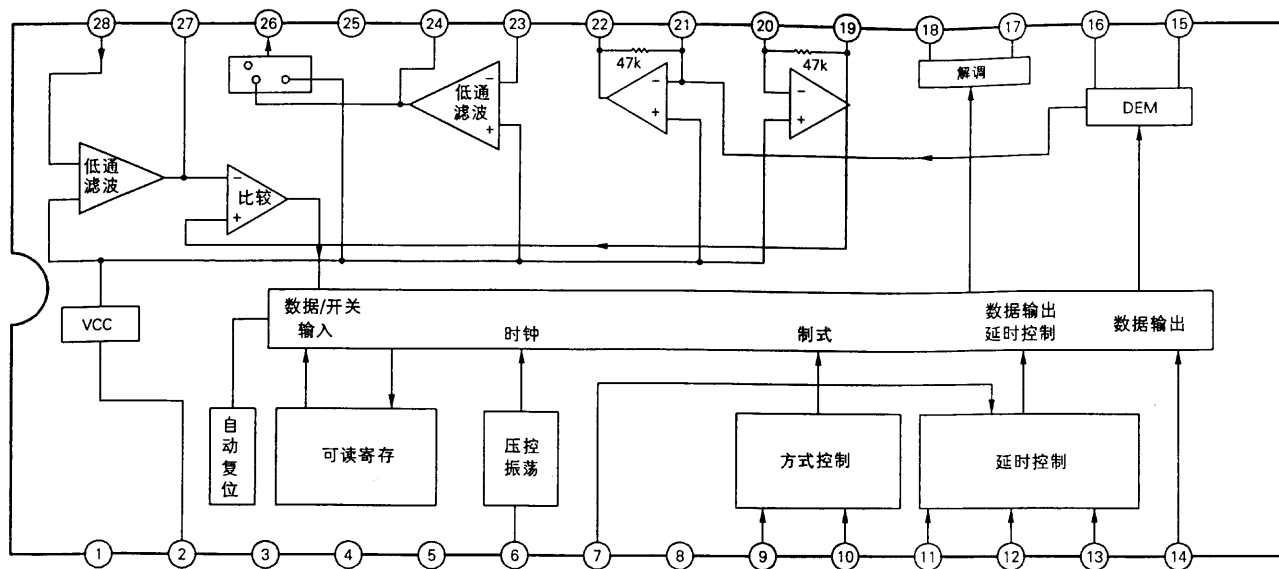 28 27 26 25 24 23 22 21 20 19 18 17 16 15
47k
47k
解调
DEM
低通
滤波
-
+
-
+
-
+
低通
滤波
比较
-
+
VCC
数据/开关
输入
时钟
制式
数据输出
延时控制
数据输出
自动复位
可读寄存
压控
振荡
方式控制
延时控制
1 2 3 4 5 6 7 8 9 10 11 12 13 14